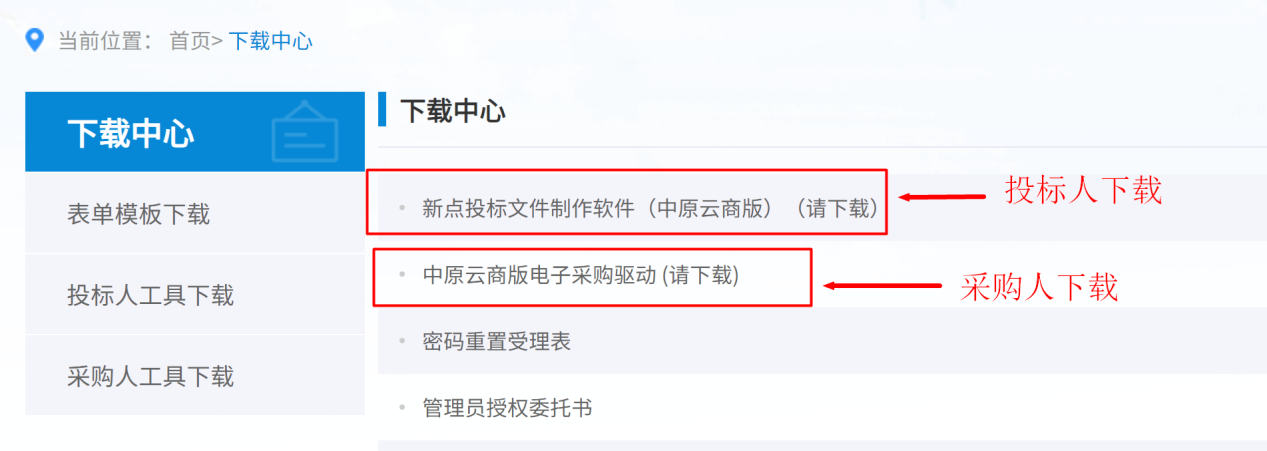 当前位置： 首页> 下载中心
下载中心
表单模板下载
投标人工具下载
采购人工具下载
下载中心
新点投标文件制作软件（中原云商版）（请下载）
投标人下载
中原云商版电子采购驱动 (请下载)
采购人下载
密码重置受理表
管理员授权委托书